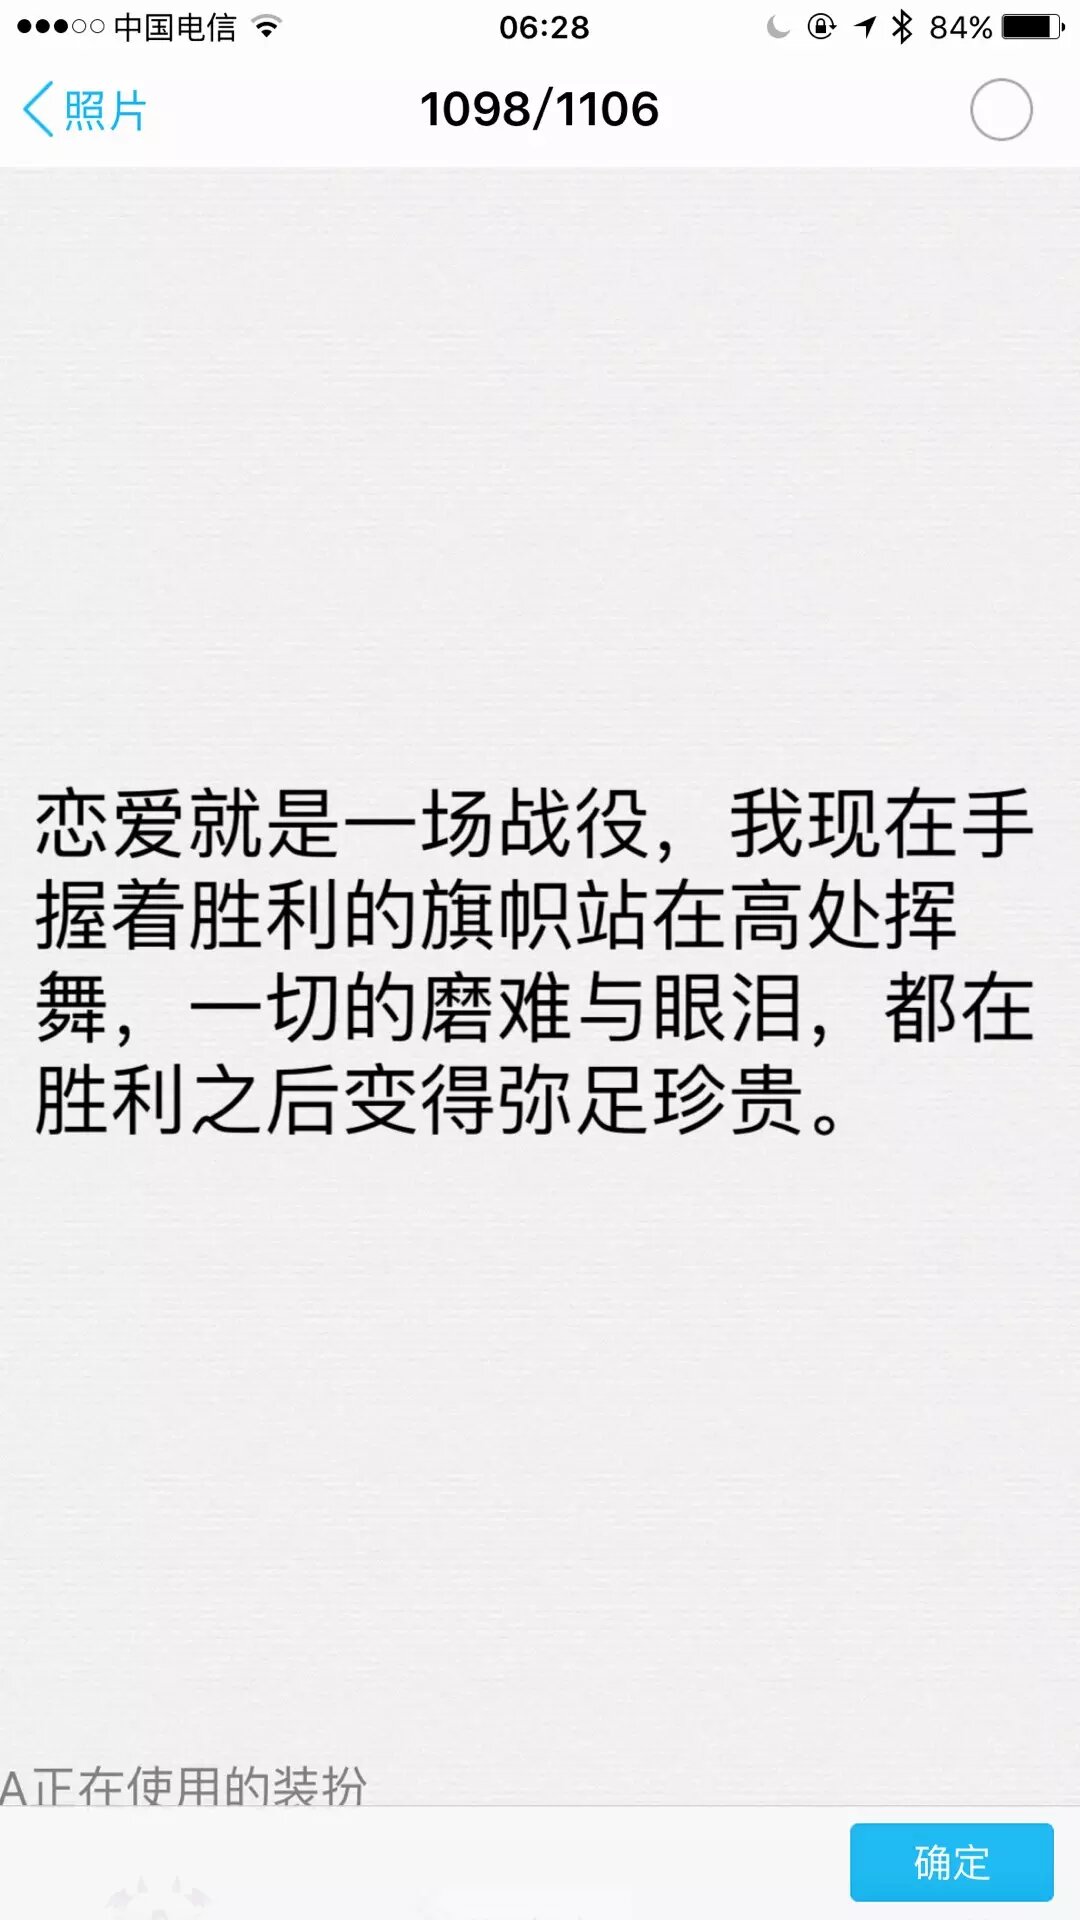 中国电信
06:28
84%
照片
1098/1106
恋爱就是一场战役，我现在手
握着胜利的旗帜站在高处挥
舞，一切的磨难与眼泪，都在
胜利之后变得弥足珍贵。
A正在使用的装扮
确定